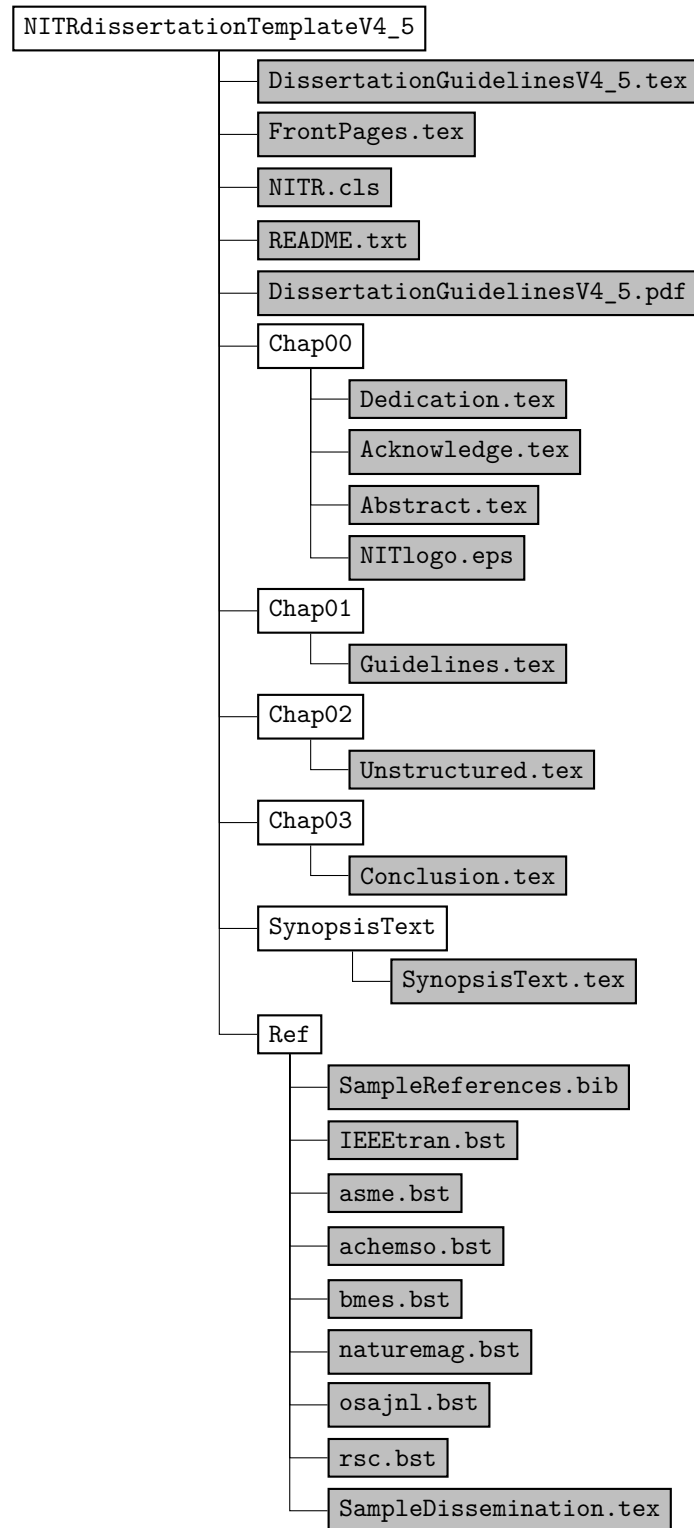 NITRdissertationTemplateV4_5
DissertationGuidelinesV4_5.tex
FrontPages.tex
NITR.cls
README.txt
DissertationGuidelinesV4_5.pdf
Chap00
Dedication.tex
Acknowledge.tex
Abstract.tex
NITlogo.eps
Chap01
Guidelines.tex
Chap02
Unstructured.tex
Chap03
Conclusion.tex
SynopsisText
SynopsisText.tex
Ref
SampleReferences.bib
IEEEtran.bst
asme.bst
achemso.bst
bmes.bst
naturemag.bst
osajnl.bst
rsc.bst
SampleDissemination.tex